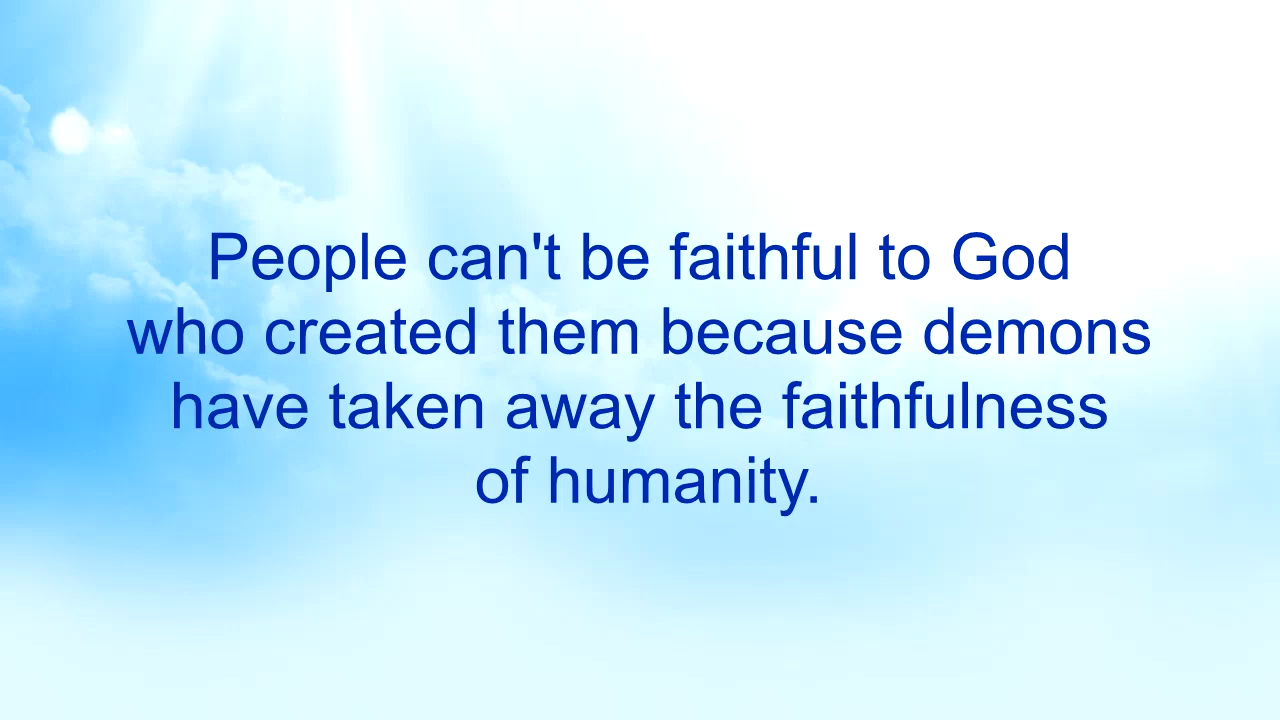 People can't be faithful to God
who created them because demons
have taken away the faithfulness
of humanity.